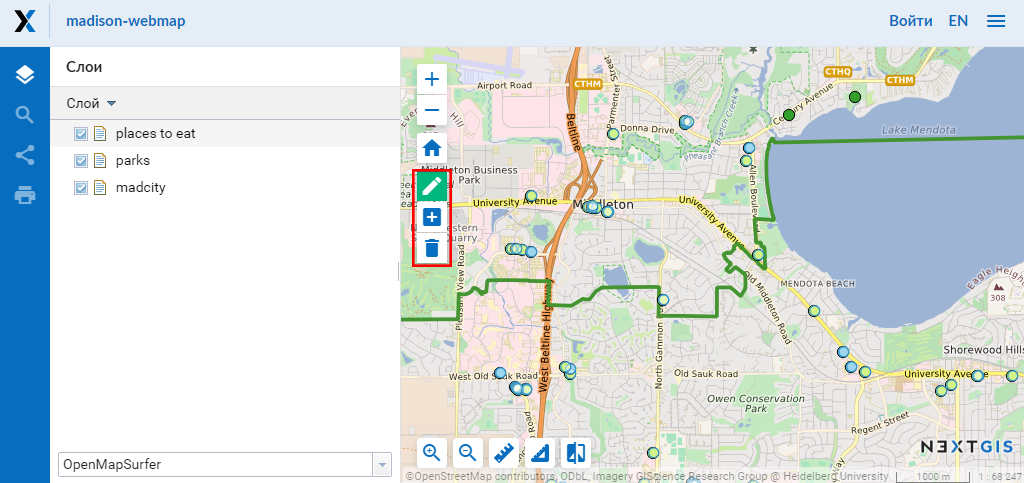 madison-webmap
Войти
EN
Слои
Слой
places to eat
parks
madcity
OpenMapSurfer
CTHM
CTHQ
CTHM
Airport Road
Parmenter Street
Century Avenue
Donna Drive
Pheasant Branch Creek
Lake Mendota
Beltline
Middleton Business
Park
Allen Boulevard
University Avenue
Middleton
University Avenue
Quarry
Pleasant View Road
MENDOTA BEACH
Eagle Heights
308
Old Middleton Road
West Beltline Highway
North Gammon Road
Shorewood Hills
West Old Sauk Road
Old Sauk Road
University Avenue
Owen Conservation
Park
Regent Street
NEXTGIS
©OpenStreetMap contributors, ODbL, Imagery GIScience Research Group @ Heidelberg University
1000 m
1 : 68 247